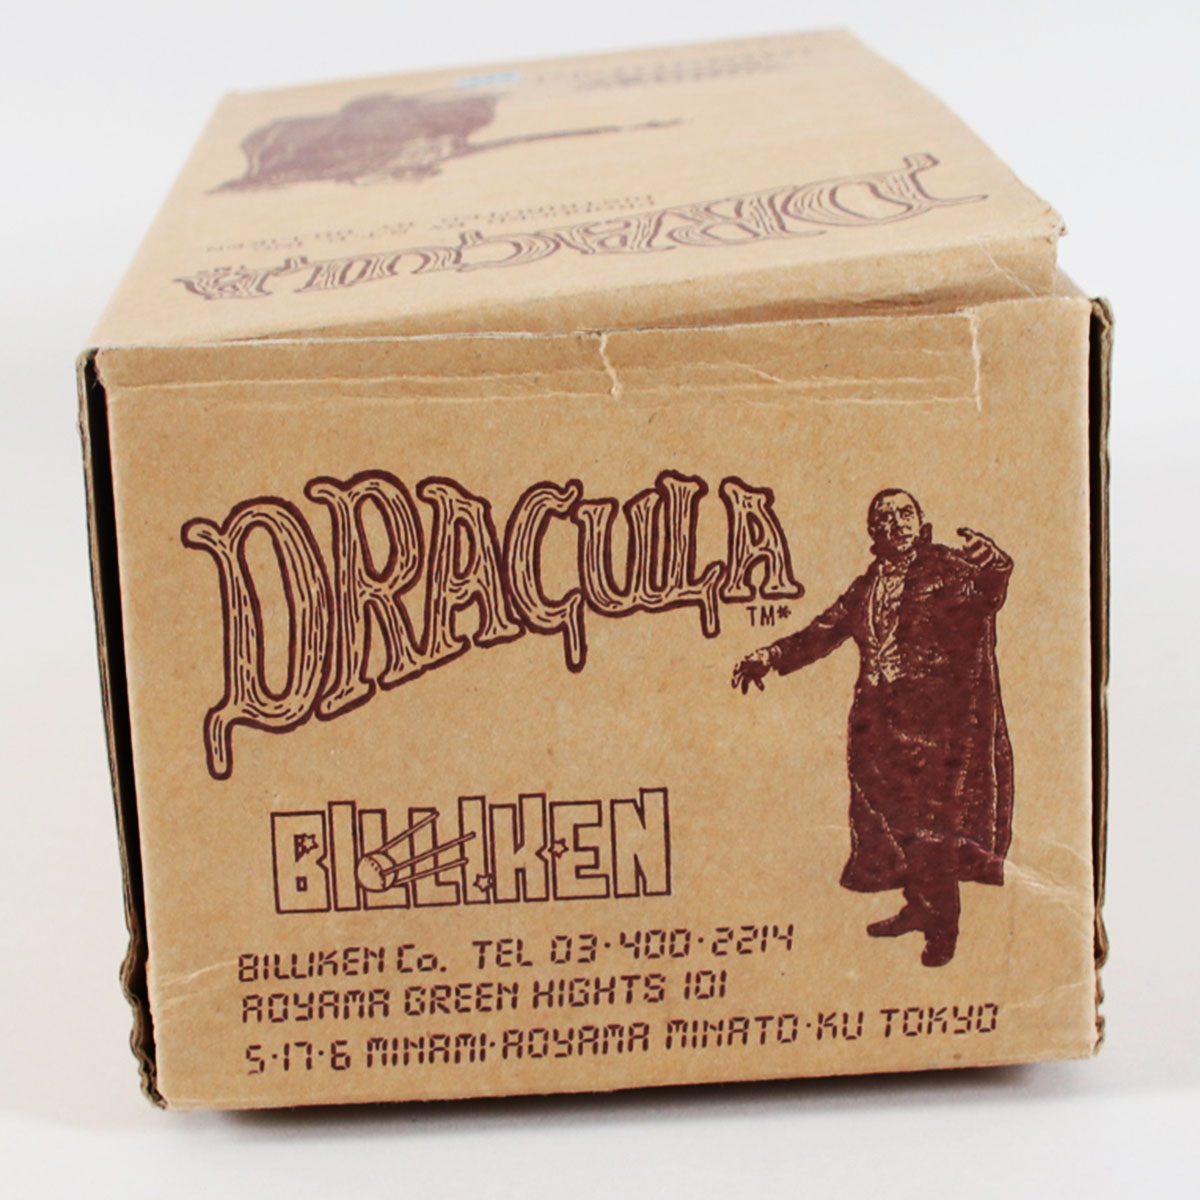 DRACULA
DRACULA
TM*
BILLIKEN
BILLIKEN Co. TEL 03·400·2214
AOYAMA GREEN HIGHTS 101
5·17·6 MINAMI·AOYAMA MINATO·KU TOKYO